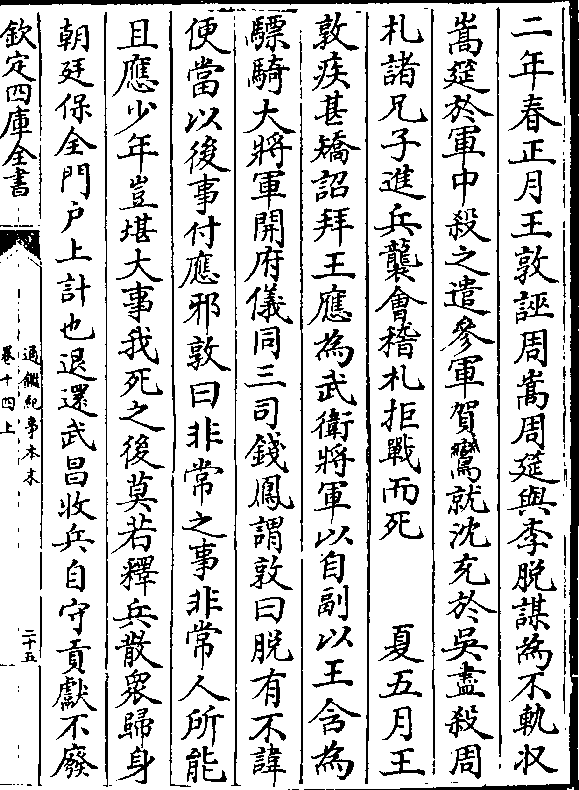 二年春正月王敦誣周嵩周筵與李脱謀為不軌收
嵩筵於軍中殺之遣參軍賀鸞就沈充於吳盡殺周
札諸兄子進兵襲會稽札拒戰而死　夏五月王
敦疾甚矯詔拜王應為武衛將軍以自副以王含為
驃騎大將軍開府儀同三司錢鳳謂敦曰脱有不諱
便當以後事付應邪敦曰非常之事非常人所能
且應少年豈堪大事我死之後莫若釋兵散衆歸身
朝廷保全門户上計也退還武昌收兵自守貢獻不廢
欽定四庫全書
通鑑紀事本末
卷十四上
二十五